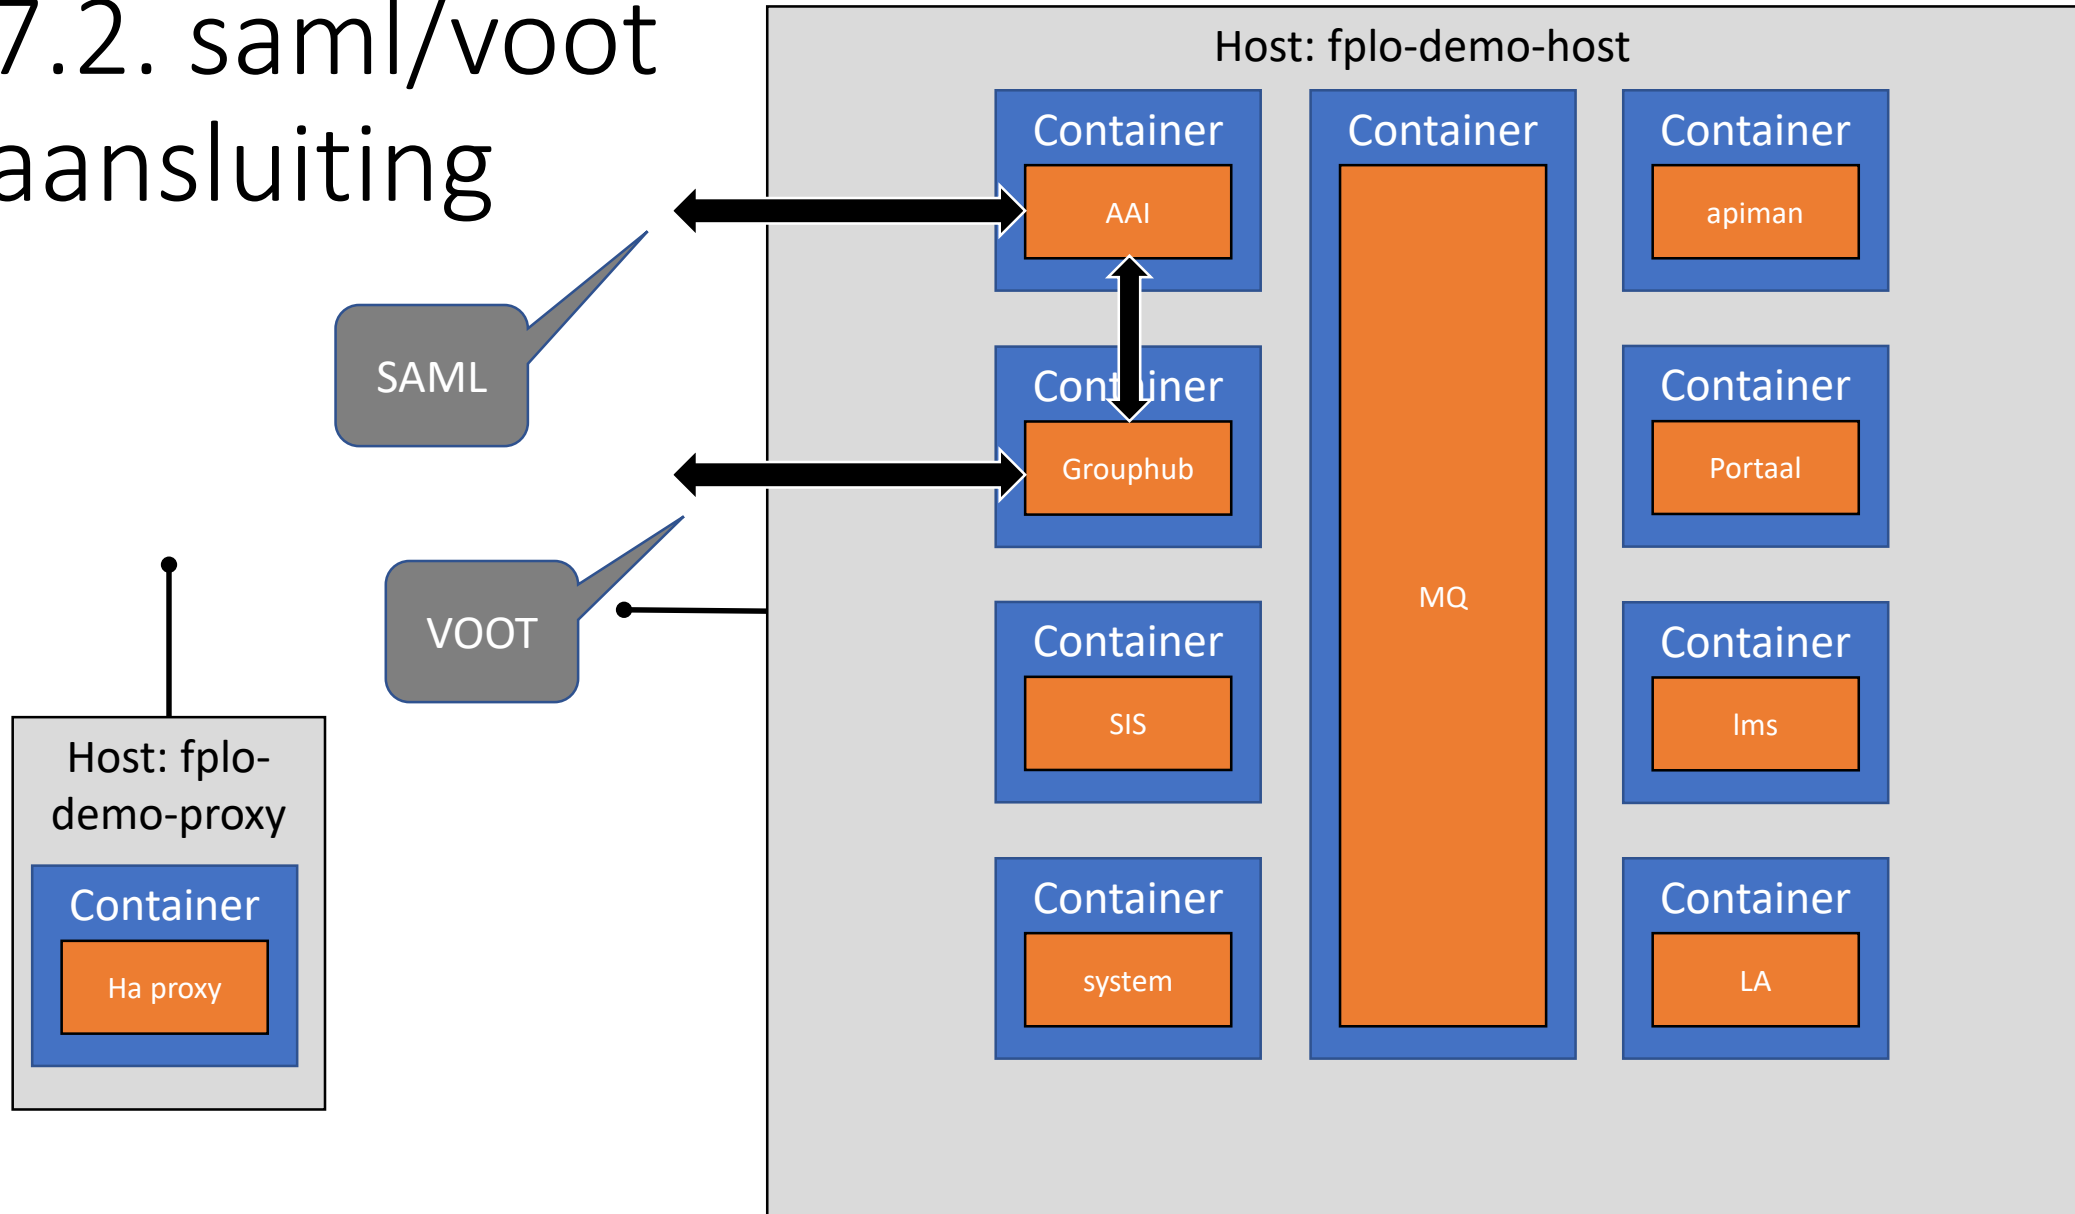 7.2. saml/voot
aansluiting
Host: fplo-demo-host
Container
AAI
Container
MQ
Container
apiman
SAML
Container
Grouphub
Container
Portaal
VOOT
Container
SIS
Container
lms
Host: fplo-
demo-proxy
Container
Ha proxy
Container
system
Container
LA